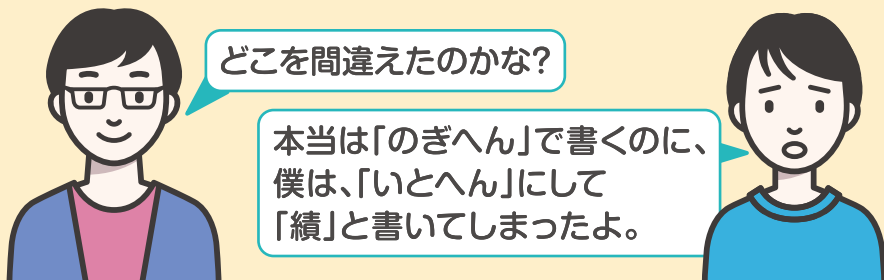 どこを間違えたのかな?
本当は「のぎへん」で書くのに、
僕は、「いとへん」にして
「績」と書いてしまったよ。